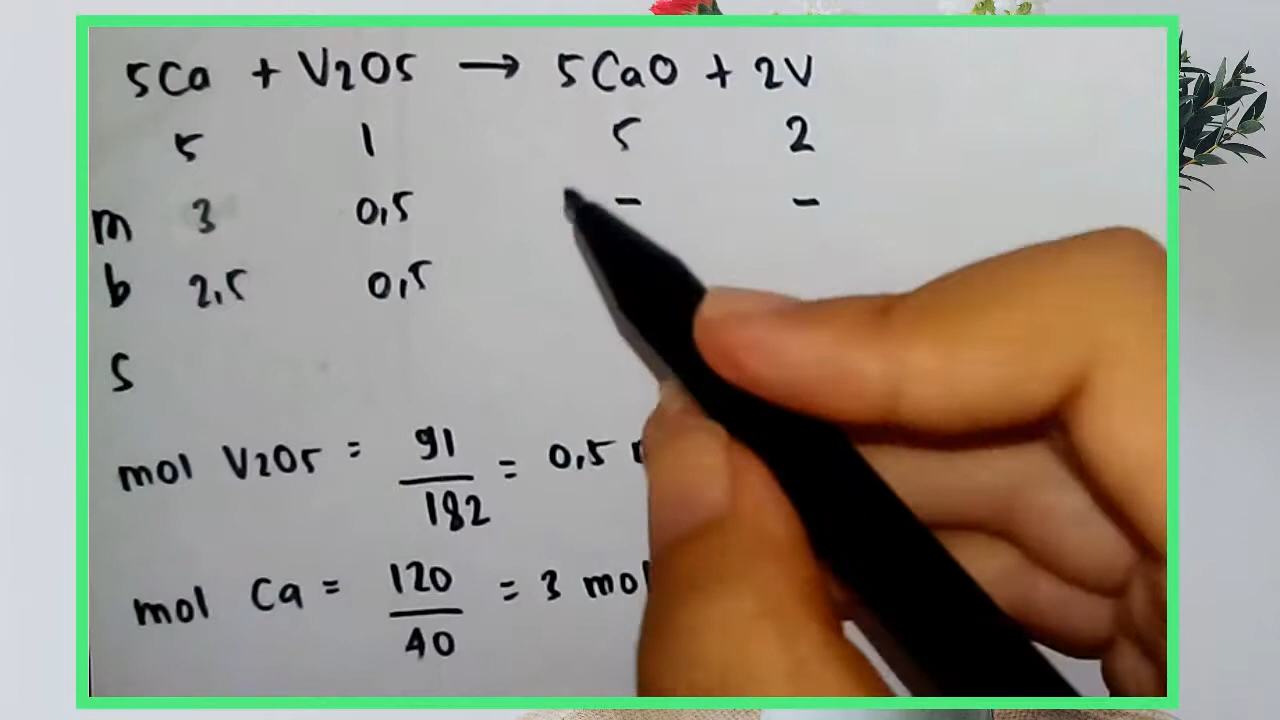 5Ca + V2O5 → 5CaO + 2V
5 1 5 2
m 3 0,5 - -
b 2,5 0,5
s
mol V2O5 = 91/182 = 0,5
mol Ca = 120/40 = 3 mol